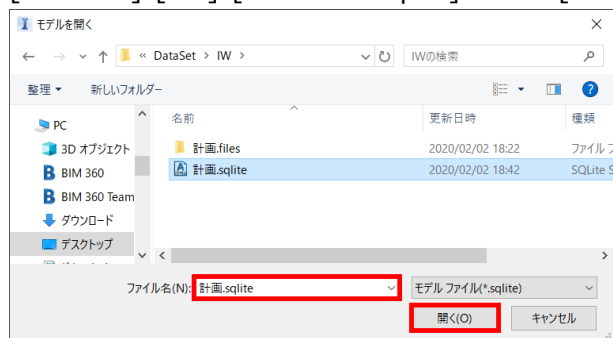 モデルを開く
« DataSet > IW >
IWの検索
整理
新しいフォルダー
名前
更新日時
種類
PC
3D オブジェクト
BIM 360
BIM 360 Team
ダウンロード
デスクトップ
計画.files
2020/02/02 18:22
ファイル フ
計画.sqlite
2020/02/02 18:42
SQLite S
ファイル名(N):
計画.sqlite
モデル ファイル(*.sqlite)
開く(O)
キャンセル